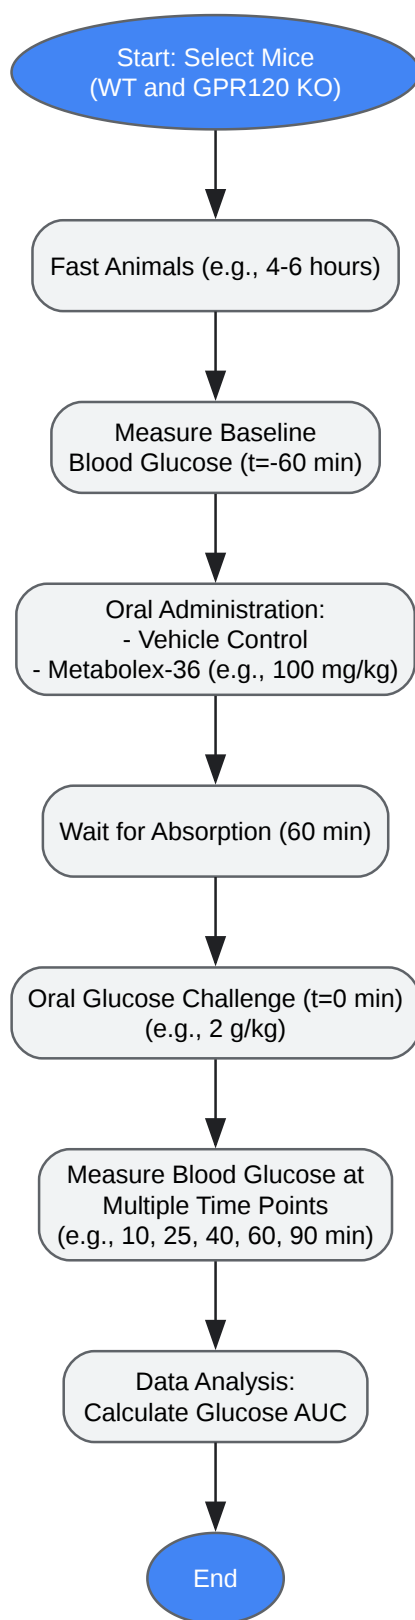 Start: Select Mice
(WT and GPR120 KO)
Fast Animals (e.g., 4-6 hours)
Measure Baseline
Blood Glucose (t=-60 min)
Oral Administration:
- Vehicle Control
- Metabolex-36 (e.g., 100 mg/kg)
Wait for Absorption (60 min)
Oral Glucose Challenge (t=0 min)
(e.g., 2 g/kg)
Measure Blood Glucose at
Multiple Time Points
(e.g., 10, 25, 40, 60, 90 min)
Data Analysis:
Calculate Glucose AUC
End